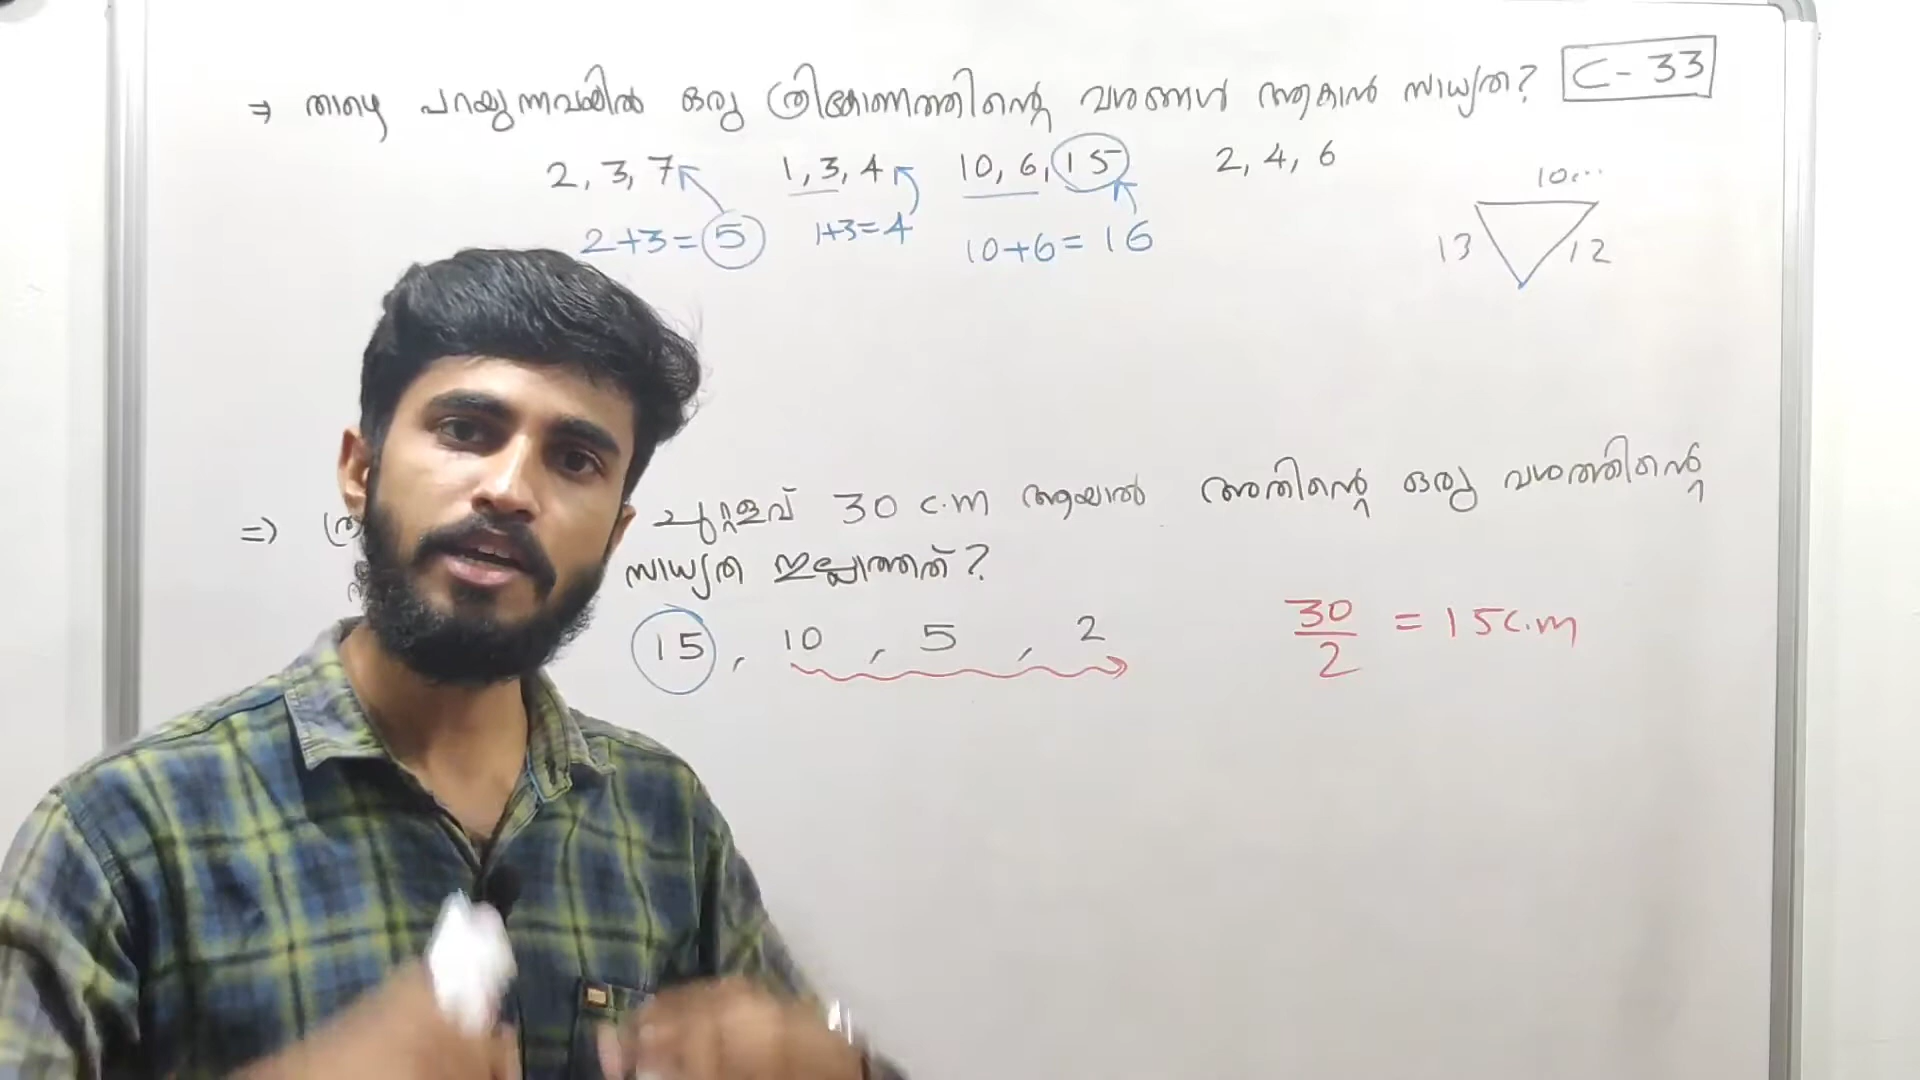 ⇒ താഴെ പറയുന്നവയിൽ ഒരു ത്രികോണത്തിന്റെ വശങ്ങൾ ആകാൻ സാധ്യത? C-33
2, 3, 7 1, 3, 4 10, 6, 15 2, 4, 6
2+3=5 1+3=4 10+6=16
10...
13 12
⇒ ചുറ്റളവ് 30 c.m ആയാൽ അതിന്റെ ഒരു വശത്തിന്റെ
സാധ്യത ഇല്ലാത്തത്?
15, 10, 5, 2
30/2 = 15c.m